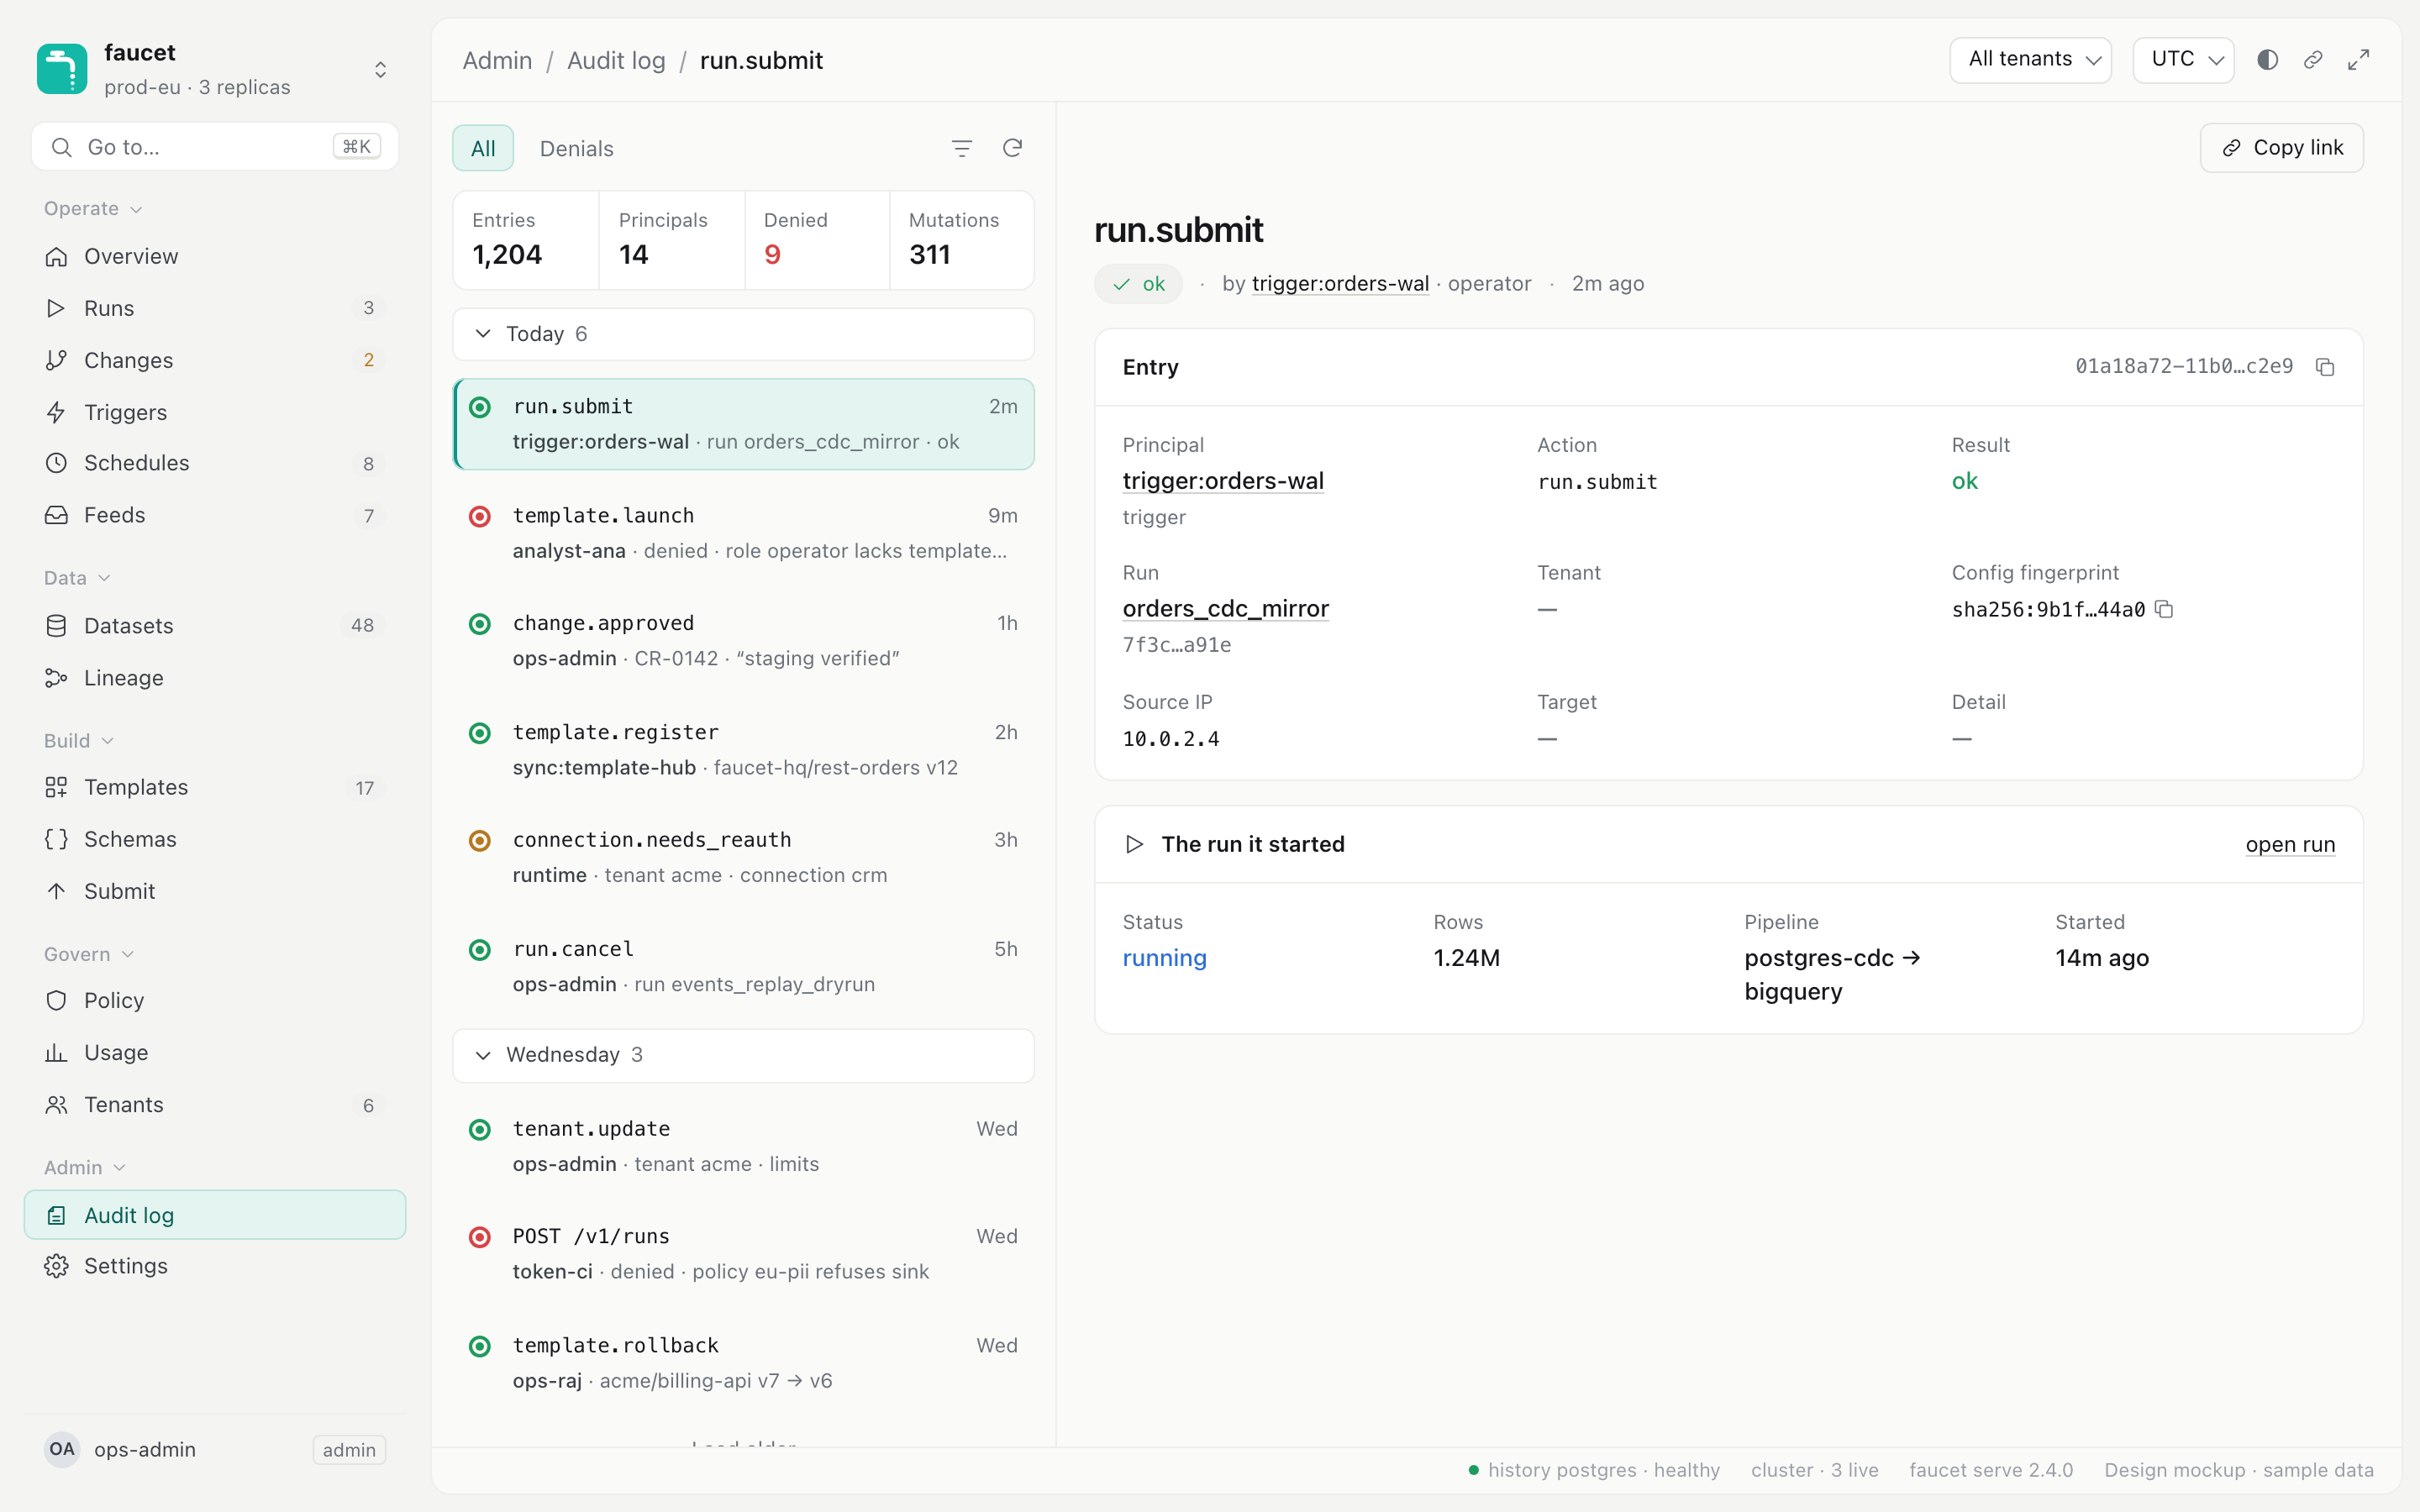 faucet
prod-eu · 3 replicas
Go to...
⌘K
Operate
Overview
Runs 3
Changes 2
Triggers
Schedules 8
Feeds 7
Data
Datasets 48
Lineage
Build
Templates 17
Schemas
Submit
Govern
Policy
Usage
Tenants 6
Admin
Audit log
Settings
OA ops-admin admin
Admin / Audit log / run.submit
All tenants
UTC
All
Denials
Entries
1,204
Principals
14
Denied
9
Mutations
311
Today 6
run.submit 2m
trigger:orders-wal · run orders_cdc_mirror · ok
template.launch 9m
analyst-ana · denied · role operator lacks template...
change.approved 1h
ops-admin · CR-0142 · “staging verified”
template.register 2h
sync:template-hub · faucet-hq/rest-orders v12
connection.needs_reauth 3h
runtime · tenant acme · connection crm
run.cancel 5h
ops-admin · run events_replay_dryrun
Wednesday 3
tenant.update Wed
ops-admin · tenant acme · limits
POST /v1/runs Wed
token-ci · denied · policy eu-pii refuses sink
template.rollback Wed
ops-raj · acme/billing-api v7 → v6
Copy link
run.submit
ok · by trigger:orders-wal · operator · 2m ago
Entry
01a18a72-11b0…c2e9
Principal
trigger:orders-wal
trigger
Action
run.submit
Result
ok
Run
orders_cdc_mirror
7f3c…a91e
Tenant
—
Config fingerprint
sha256:9b1f…44a0
Source IP
10.0.2.4
Target
—
Detail
—
The run it started
open run
Status
running
Rows
1.24M
Pipeline
postgres-cdc →
bigquery
Started
14m ago
history postgres · healthy
cluster · 3 live
faucet serve 2.4.0
Design mockup · sample data